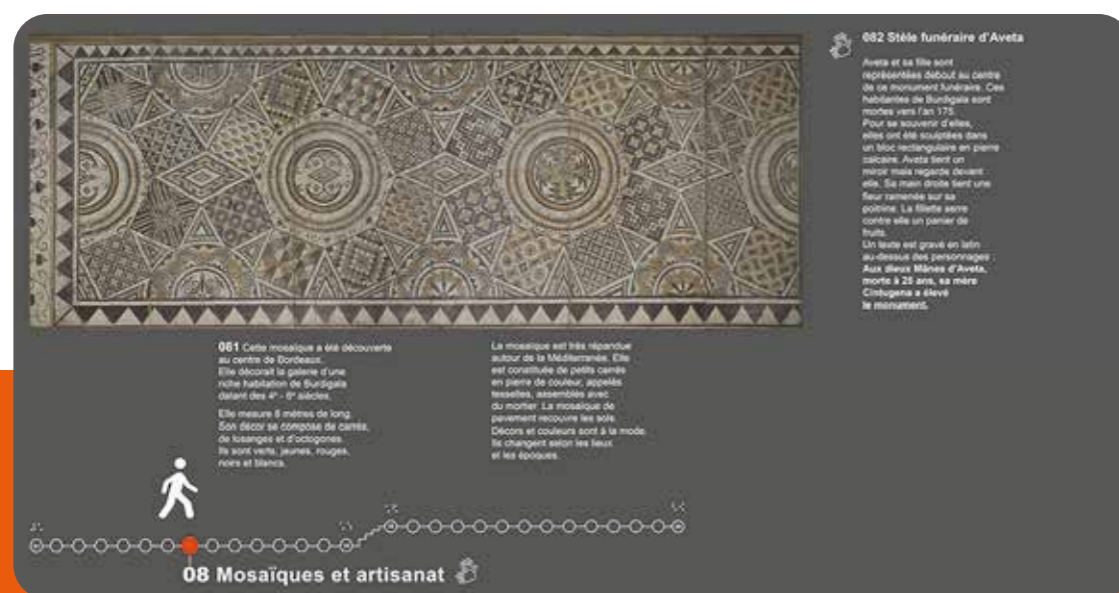 082 Stèle funéraire d'Aveta
Aveta et sa fille sont
représentées debout au centre
de ce monument funéraire. Ces
habitantes de Burdigala sont
mortes vers l'an 175.
Pour se souvenir d'elles,
elles ont été sculptées dans
un bloc rectangulaire en pierre
calcaire. Aveta tient un
miroir mais regarde devant
elle. Sa main droite tient une
fleur ramenée sur sa
poitrine. La fillette serre
contre elle un panier de
fruits.
Un texte est gravé en latin
au-dessus des personnages :
Aux dieux Mânes d'Aveta,
morte à 25 ans, sa mère
Cintugena a élevé
le monument.
081 Cette mosaïque a été découverte
au centre de Bordeaux.
Elle décorait la galerie d'une
riche habitation de Burdigala
datant des 4e - 6e siècles.
Elle mesure 8 mètres de long.
Son décor se compose de carrés,
de losanges et d'octogones.
Ils sont verts, jaunes, rouges,
noirs et blancs.
La mosaïque est très répandue
autour de la Méditerranée. Elle
est constituée de petits carrés
en pierre de couleur, appelés
tesselles, assemblés avec
du mortier. La mosaïque de
pavement recouvre les sols.
Décors et couleurs sont à la mode.
Ils changent selon les lieux
et les époques.
08 Mosaïques et artisanat